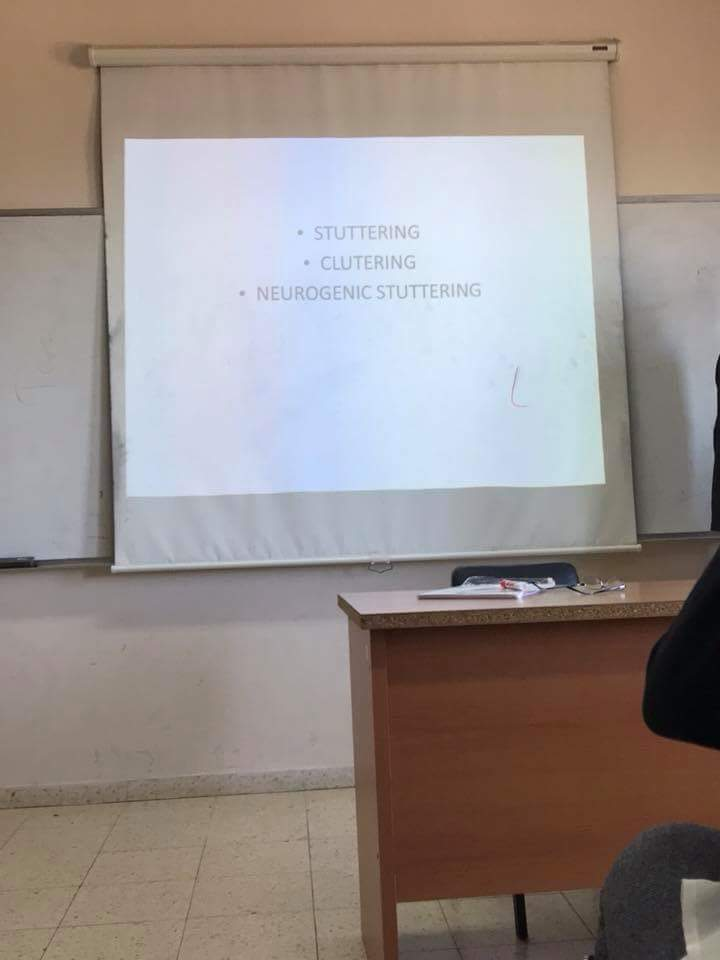 • STUTTERING
• CLUTERING
• NEUROGENIC STUTTERING